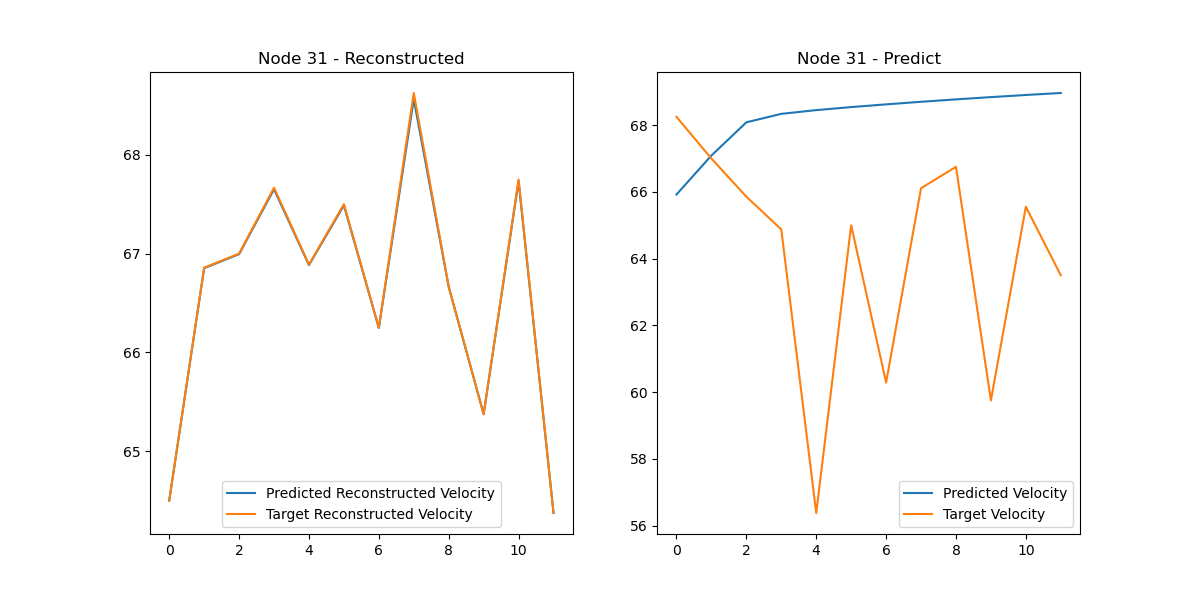 Node 31 - Reconstructed
68
67
66
65
0 2 4 6 8 10
Predicted Reconstructed Velocity
Target Reconstructed Velocity
Node 31 - Predict
68
66
64
62
60
58
56
0 2 4 6 8 10
Predicted Velocity
Target Velocity